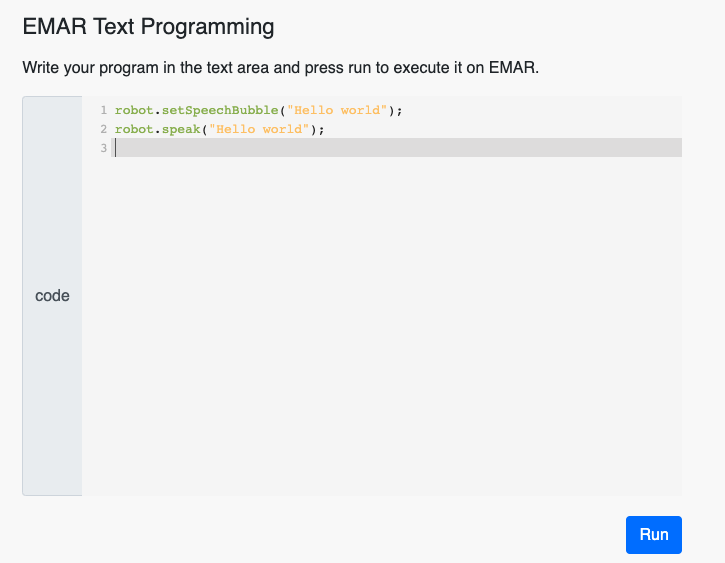 EMAR Text Programming
Write your program in the text area and press run to execute it on EMAR.
1 robot.setSpeechBubble("Hello world");
2 robot.speak("Hello world");
3
code
Run